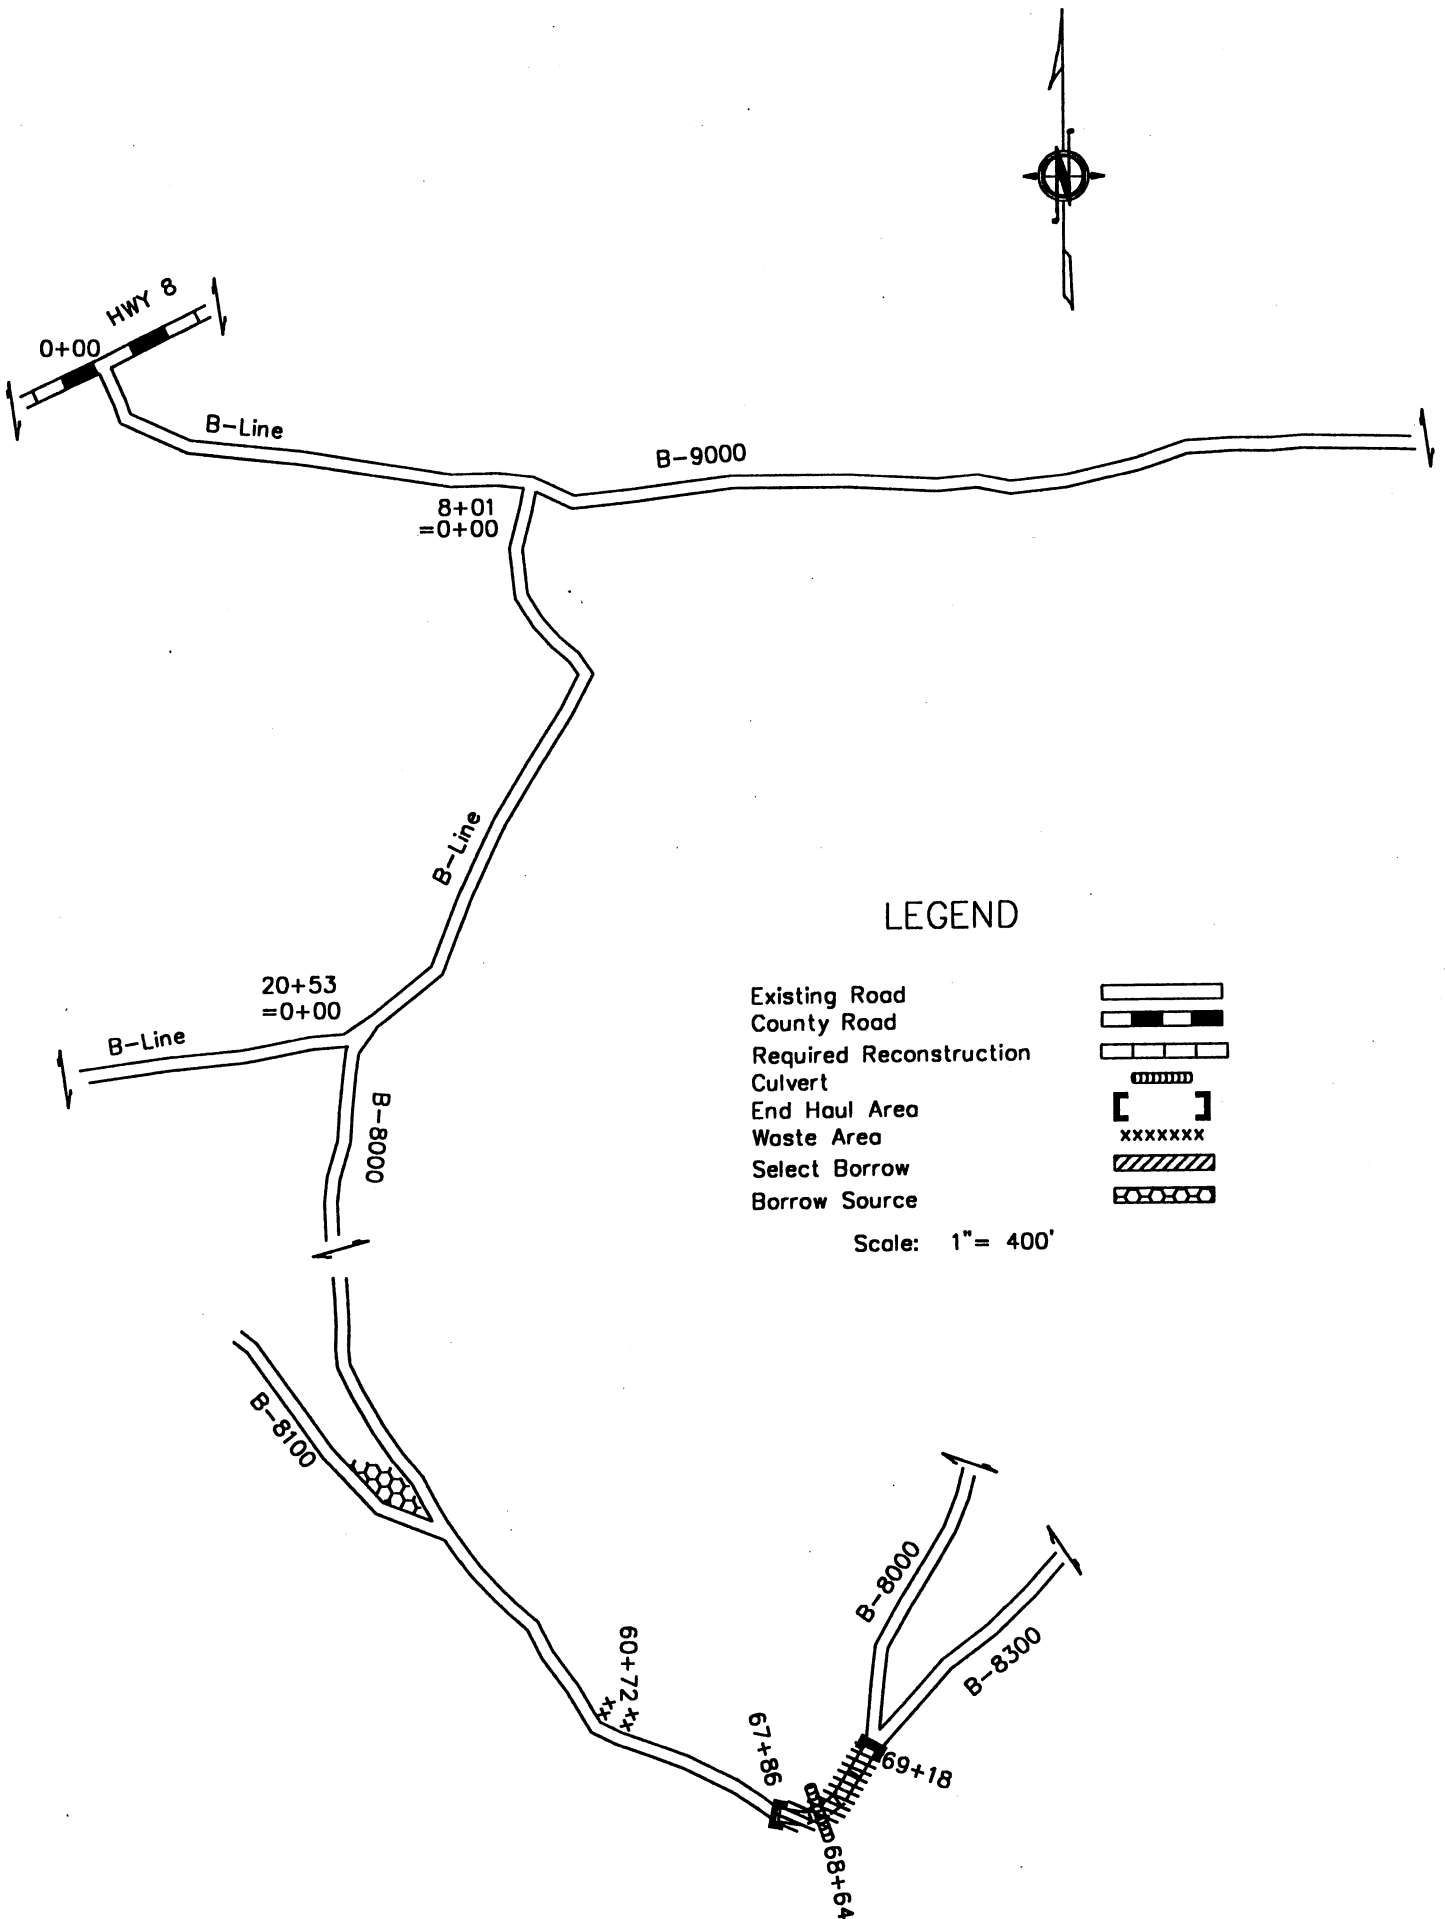 N
HWY 8
0+00
B-Line
B-9000
8+01
=0+00
B-Line
20+53
=0+00
B-Line
B-8000
LEGEND
Existing Road
County Road
Required Reconstruction
Culvert
End Haul Area
Waste Area
xxxxxxx
Select Borrow
Borrow Source
Scale: 1"= 400'
B-8100
B-8000
B-8300
60+72
xx
xx
67+86
69+18
68+64